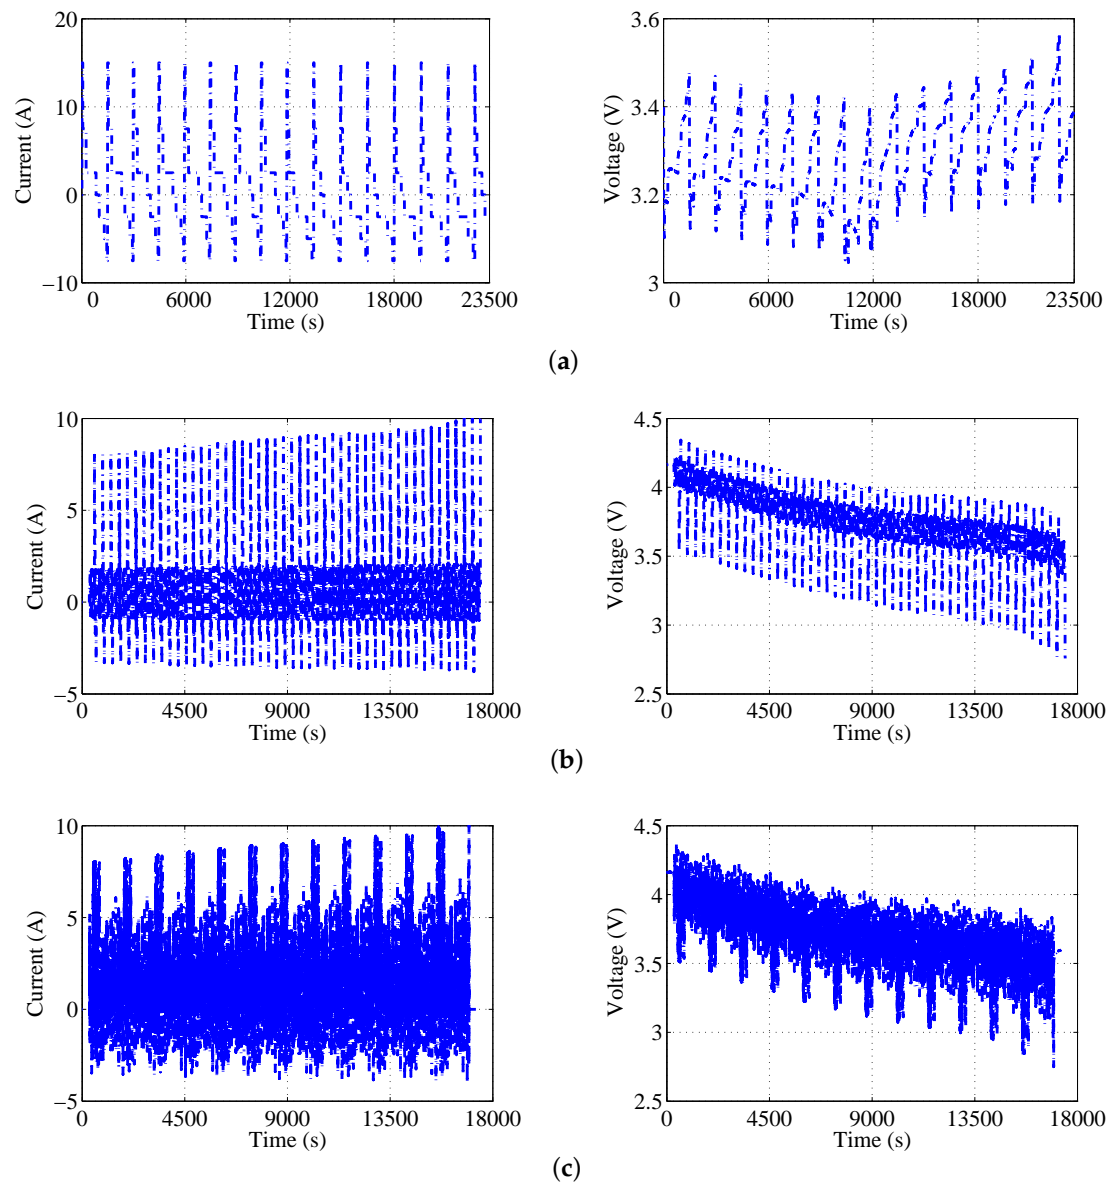 20
10
0
−10
Current (A)
0 6000 12000 18000 23500
Time (s)
3.6
3.4
3.2
3
Voltage (V)
0 6000 12000 18000 23500
Time (s)
(a)
10
5
0
−5
Current (A)
0 4500 9000 13500 18000
Time (s)
4.5
4
3.5
3
2.5
Voltage (V)
0 4500 9000 13500 18000
Time (s)
(b)
10
5
0
−5
Current (A)
0 4500 9000 13500 18000
Time (s)
4.5
4
3.5
3
2.5
Voltage (V)
0 4500 9000 13500 18000
Time (s)
(c)